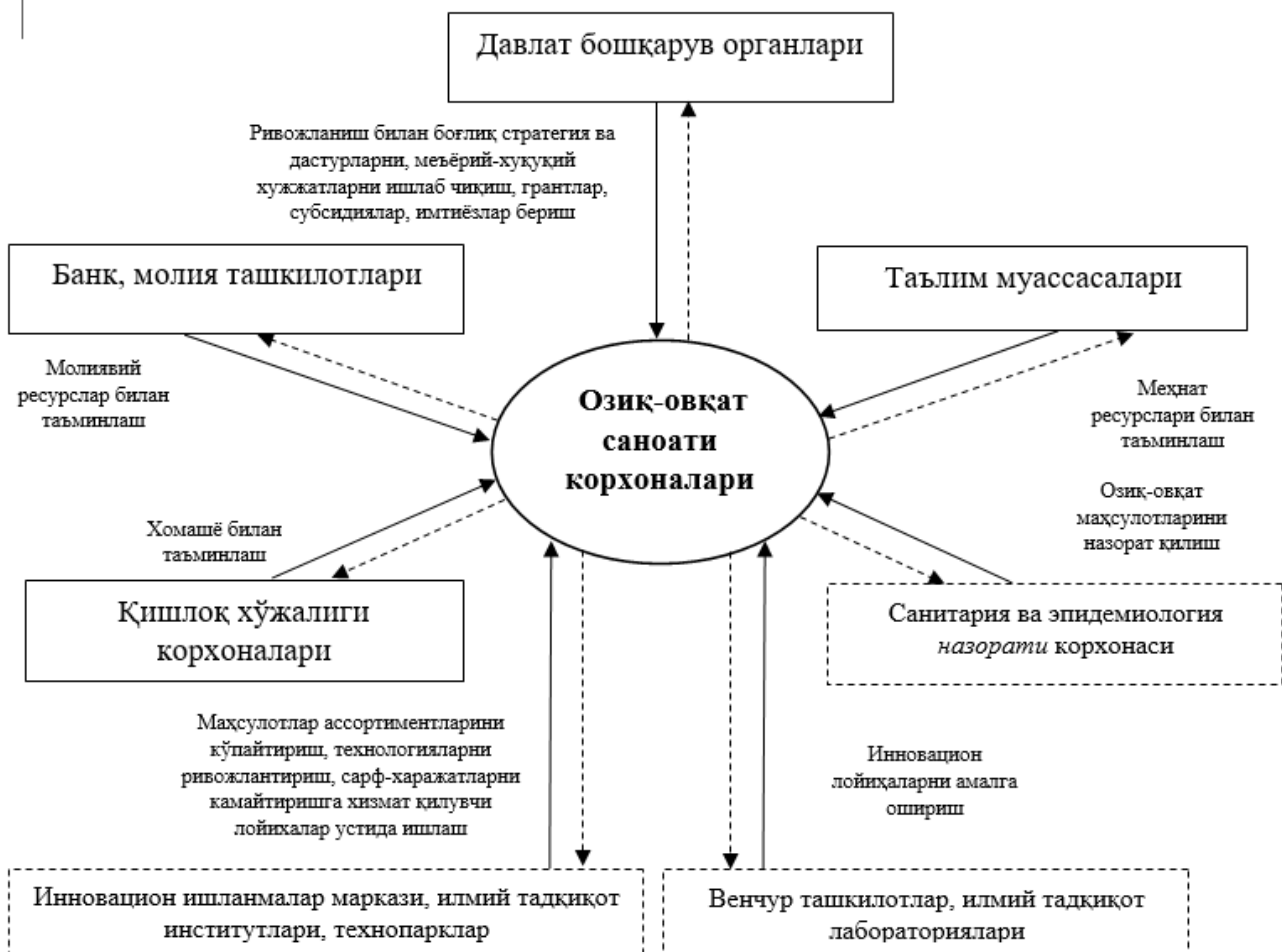 Давлат бошқарув органлари
Ривожланиш билан боғлиқ стратегия ва
дастурларни, меъёрий-хуқуқий
хужжатларни ишлаб чиқиш, грантлар,
субсидиялар, имтиёзлар бериш
Банк, молия ташкилотлари
Таълим муассасалари
Молиявий
ресурслар билан
таъминлаш
Озиқ-овқат
саноати
корхоналари
Меҳнат
ресурслари билан
таъминлаш
Хомашё билан
таъминлаш
Озиқ-овқат
маҳсулотларини
назорат қилиш
Қишлоқ хўжалиги
корхоналари
Санитария ва эпидемиология
назорати корхонаси
Маҳсулотлар ассортиментларини
кўпайтириш, технологияларни
ривожлантириш, сарф-харажатларни
камайтиришга хизмат қилувчи
лойихалар устида ишлаш
Инновацион
лойиҳаларни амалга
ошириш
Инновацион ишланмалар маркази, илмий тадқиқот
институтлари, технопарклар
Венчур ташкилотлар, илмий тадқиқот
лабораториялари